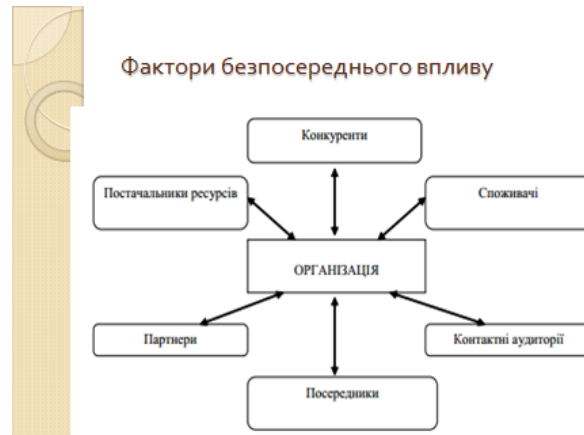 Фактори безпосереднього впливу
Конкуренти
Постачальники ресурсів
Споживачі
ОРГАНІЗАЦІЯ
Партнери
Контактні аудиторії
Посередники